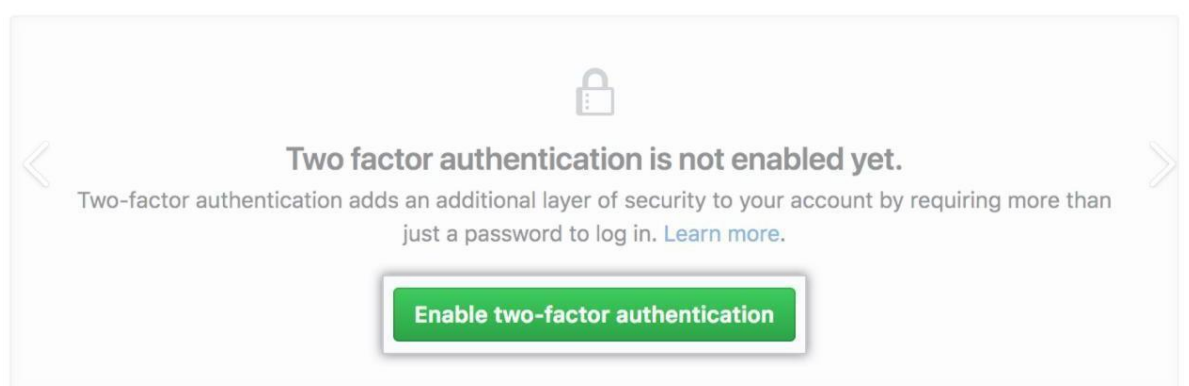 Two factor authentication is not enabled yet.
Two-factor authentication adds an additional layer of security to your account by requiring more than
just a password to log in. Learn more.
Enable two-factor authentication